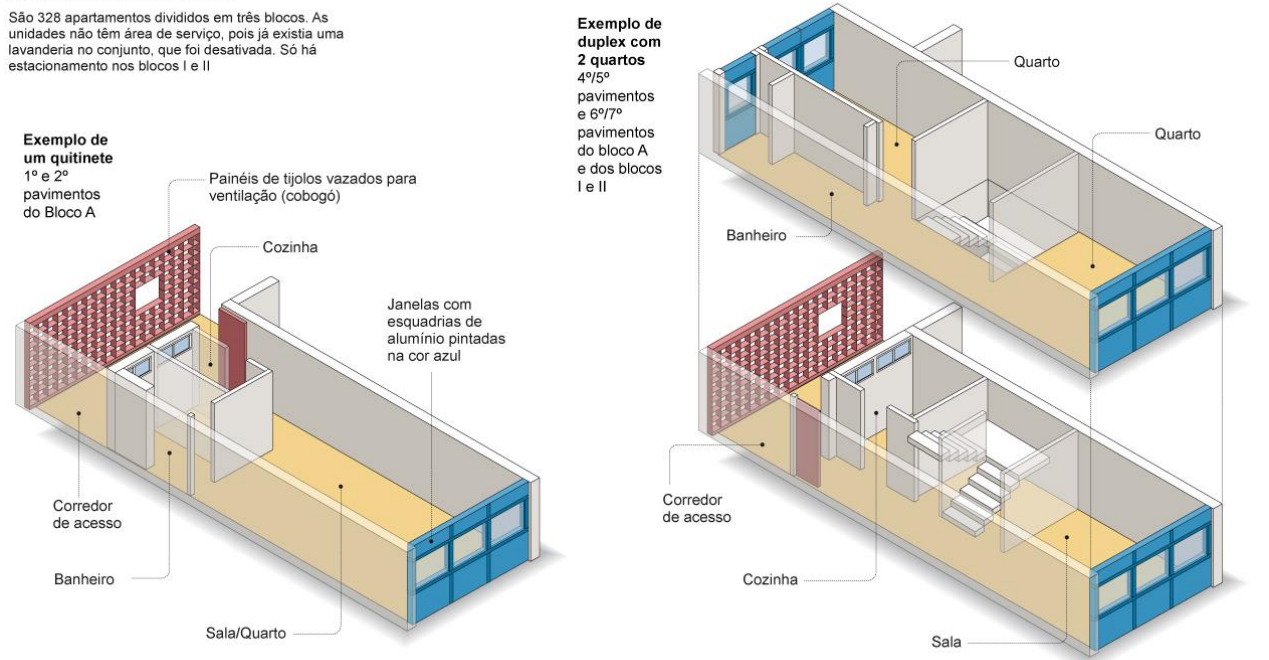 São 328 apartamentos divididos em três blocos. As
unidades não têm área de serviço, pois já existia uma
lavanderia no conjunto, que foi desativada. Só há
estacionamento nos blocos I e II
Exemplo de
um quitinete
1º e 2º
pavimentos
do Bloco A
Painéis de tijolos vazados para
ventilação (cobogó)
Cozinha
Janelas com
esquadrias de
alumínio pintadas
na cor azul
Corredor
de acesso
Banheiro
Sala/Quarto
Exemplo de
duplex com
2 quartos
4º/5º
pavimentos
e 6º/7º
pavimentos
do bloco A
e dos blocos
I e II
Quarto
Quarto
Banheiro
Corredor
de acesso
Cozinha
Sala